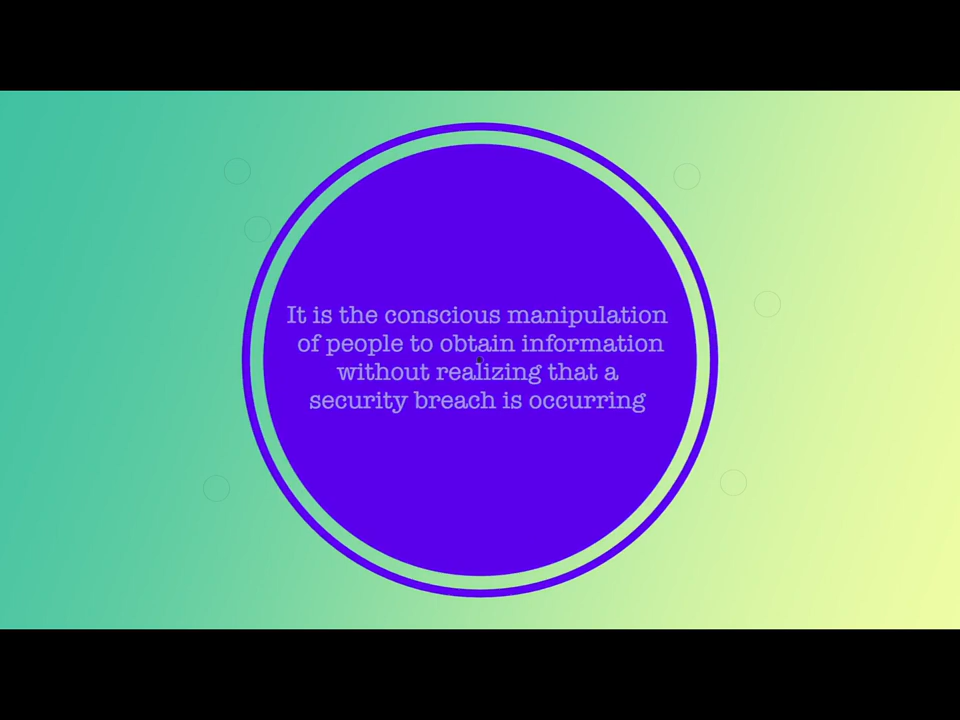 It is the conscious manipulation
of people to obtain information
without realizing that a
security breach is occurring